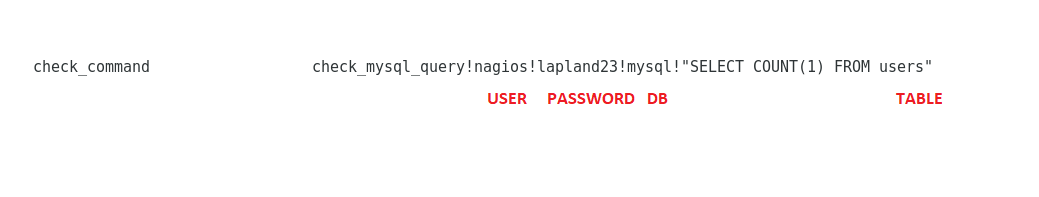 check_command check_mysql_query!nagios!lapland23!mysql!"SELECT COUNT(1) FROM users"
USER PASSWORD DB TABLE